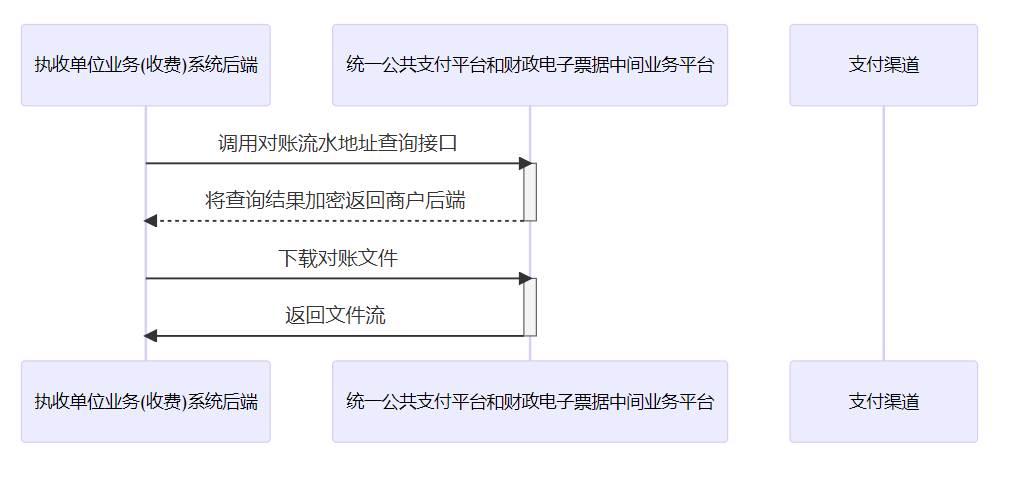 执收单位业务(收费)系统后端
统一公共支付平台和财政电子票据中间业务平台
支付渠道
调用对账流水地址查询接口
将查询结果加密返回商户后端
下载对账文件
返回文件流
执收单位业务(收费)系统后端
统一公共支付平台和财政电子票据中间业务平台
支付渠道